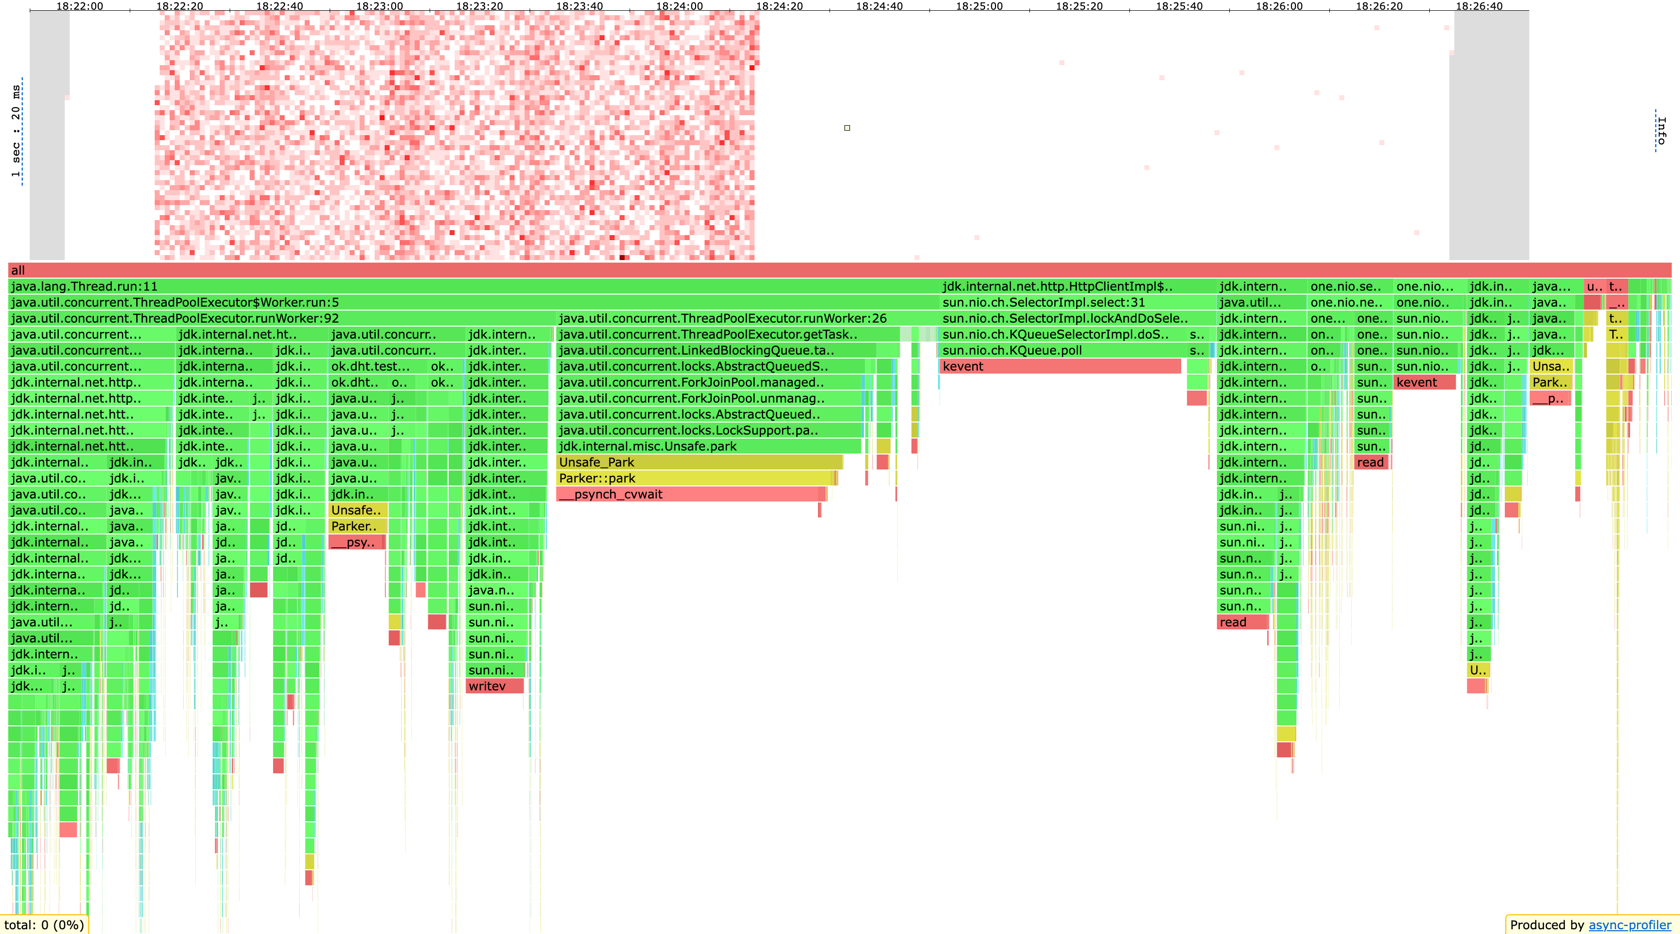 18:22:00 18:22:20 18:22:40 18:23:00 18:23:20 18:23:40 18:24:00 18:24:20 18:24:40 18:25:00 18:25:20 18:25:40 18:26:00 18:26:20 18:26:40
1 sec : 20 ms
Info
all
java.lang.Thread.run:11 jdk.internal.net.http.HttpClientImpl$.. jdk.intern.. one.nio.se.. one.nio... jdk.in.. java... u.. t..
java.util.concurrent.ThreadPoolExecutor$Worker.run:5 sun.nio.ch.SelectorImpl.select:31 java.util... one.nio.ne.. one.nio... jdk.in.. java.. _..
java.util.concurrent.ThreadPoolExecutor.runWorker:92 java.util.concurrent.ThreadPoolExecutor.runWorker:26 sun.nio.ch.SelectorImpl.lockAndDoSele.. jdk.intern.. one... one.. sun.nio.. jdk.. j.. java.. t..
java.util.concurrent... jdk.internal.net.ht.. java.util.concurr.. jdk.intern.. java.util.concurrent.ThreadPoolExecutor.getTask.. sun.nio.ch.KQueueSelectorImpl.doS.. s.. jdk.intern.. on.. one.. sun.nio.. jdk.. j.. java.. T..
java.util.concurrent... jdk.interna.. jdk.i.. java.util.concurr.. jdk.inter.. java.util.concurrent.LinkedBlockingQueue.ta.. sun.nio.ch.KQueue.poll s.. jdk.intern.. on.. one.. sun.nio.. jdk.. j.. jdk...
java.util.concurrent... jdk.interna.. jdk.i.. ok.dht.test... ok.. jdk.inter.. java.util.concurrent.locks.AbstractQueuedS.. kevent jdk.intern.. o.. sun.. sun.nio.. jdk.. j.. Unsa..
jdk.internal.net.http.. jdk.inte.. jdk.i.. ok.dht.. o.. ok.. jdk.inter.. java.util.concurrent.ForkJoinPool.managed.. jdk.intern.. sun.. kevent jdk.. Park..
jdk.internal.net.http.. jdk.inte.. j.. jdk.i.. java.u.. j.. jdk.inter.. java.util.concurrent.ForkJoinPool.unmanag.. jdk.intern.. sun.. jdk.. __p..
jdk.internal.net.htt.. jdk.inte.. j.. jdk.i.. java.u.. j.. jdk.inter.. java.util.concurrent.locks.AbstractQueued.. jdk.intern.. sun.. jdk..
jdk.internal.net.htt.. jdk.inte.. jdk.i.. java.u.. j.. jdk.inter.. java.util.concurrent.locks.LockSupport.pa.. jdk.intern.. sun.. jdk..
jdk.internal.net.htt.. jdk.inte.. jdk.i.. java.u.. jdk.inter.. jdk.internal.misc.Unsafe.park jdk.intern.. sun.. jd..
jdk.internal.. jdk.in.. jdk.. jdk.. jdk.i.. java.u.. jdk.inter.. Unsafe_Park jdk.intern.. read jd..
java.util.co.. jdk.i.. jav.. jdk.i.. java.u.. jdk.inter.. Parker::park jdk.intern.. jd..
java.util.co.. jdk.i.. jav.. jdk.i.. jdk.in.. jdk.int.. __psynch_cvwait jdk.in.. j.. jd..
java.util.co.. java.. jav.. jdk.i.. Unsafe.. jdk.int.. jdk.in.. j.. jd..
jdk.internal.. java.. ja.. jd.. Parker.. jdk.int.. sun.ni.. j.. j..
jdk.internal.. java.. jd.. jd.. __psy.. jdk.int.. sun.ni.. j.. j..
jdk.internal.. jdk... ja.. jd.. jdk.in.. sun.n.. j.. j..
jdk.interna.. jdk... ja.. jdk.in.. sun.n.. j.. j..
jdk.interna.. jd.. ja.. java.n.. sun.n.. j..
jdk.intern.. jd.. ja.. sun.ni.. sun.n.. j..
java.util... j.. j.. sun.ni.. read j..
java.util... sun.ni.. j..
jdk.intern.. sun.ni.. j..
jdk.i.. j.. sun.ni.. U..
jdk... j.. writev
total: 0 (0%)
Produced by async-profiler